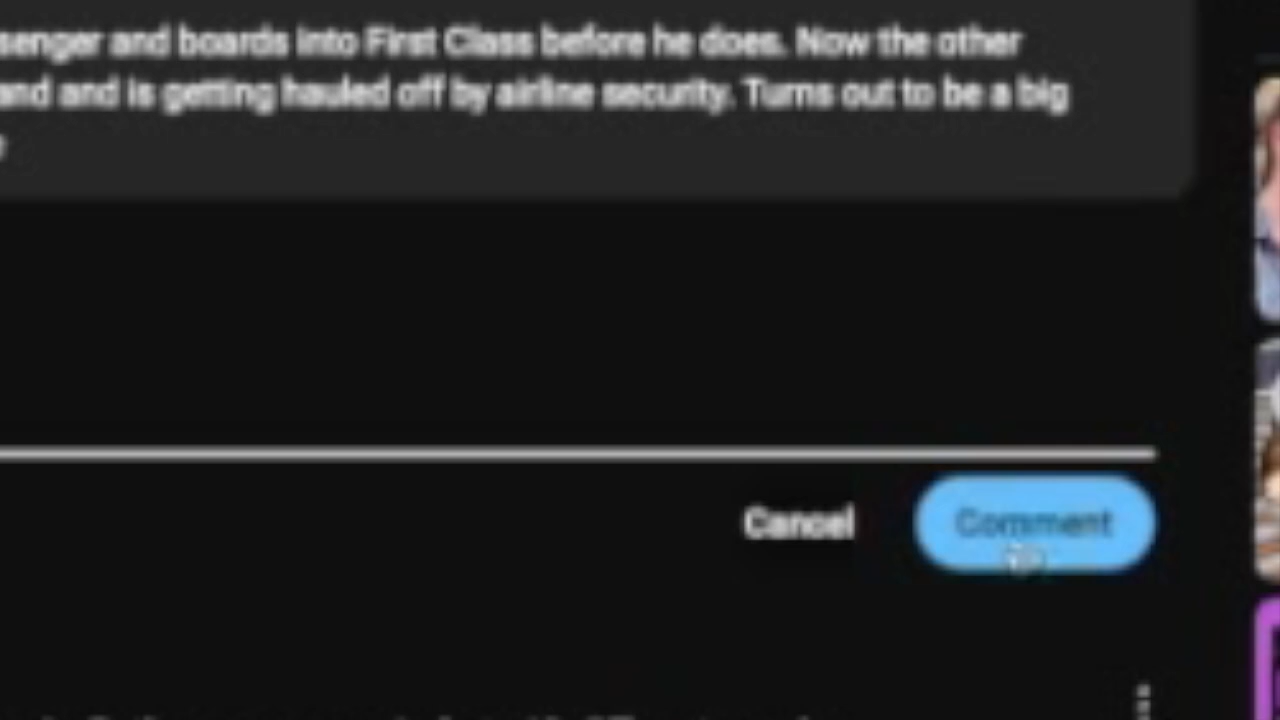 senger and boards into First Class before he does. Now the other
and and is getting hauled off by airline security. Turns out to be a big
Cancel
Comment